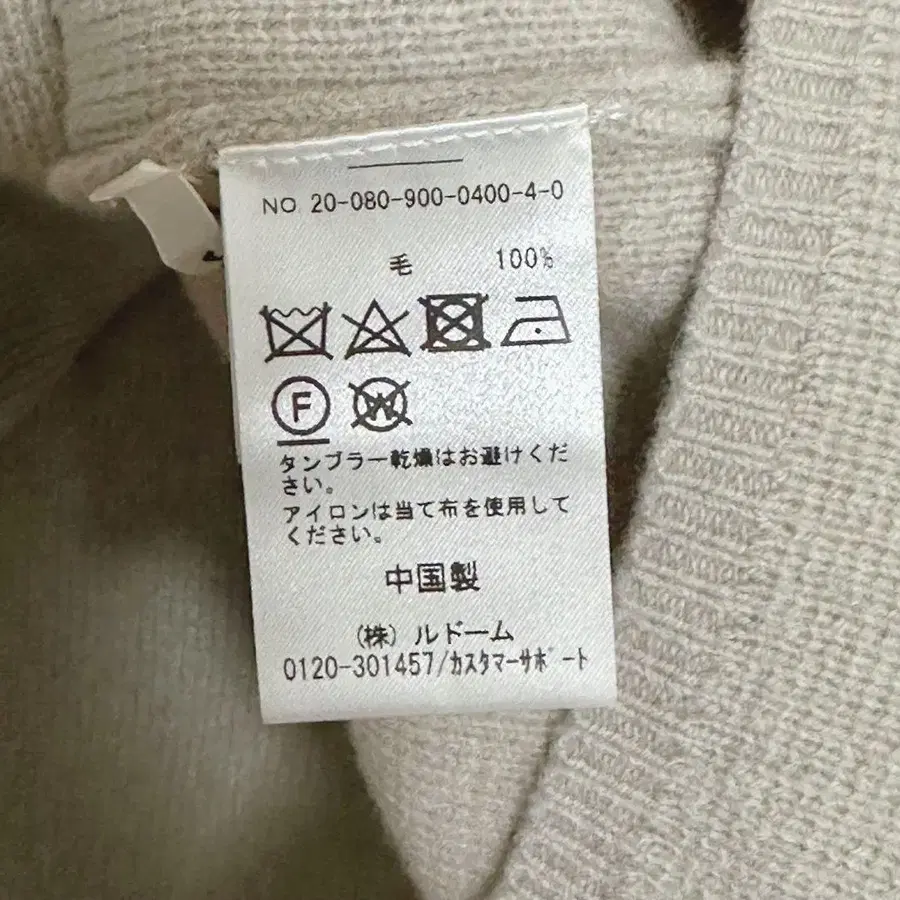 NO 20-080-900-0400-4-0
毛 100%
F
W
タンブラー乾燥はお避けくだ
さい。
アイロンは当て布を使用して
ください。
中国製
(株) ルドーム
0120-301457/カスタマーサポート